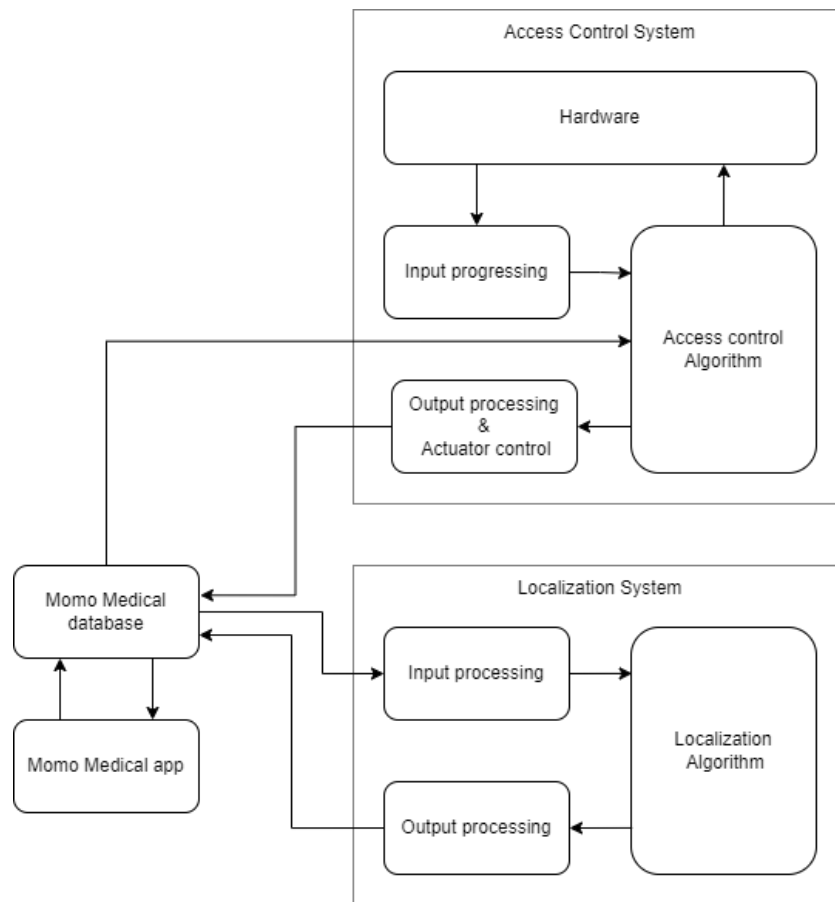 Access Control System
Hardware
Input progressing
Access control
Algorithm
Output processing
&
Actuator control
Momo Medical
database
Momo Medical app
Localization System
Input processing
Localization
Algorithm
Output processing